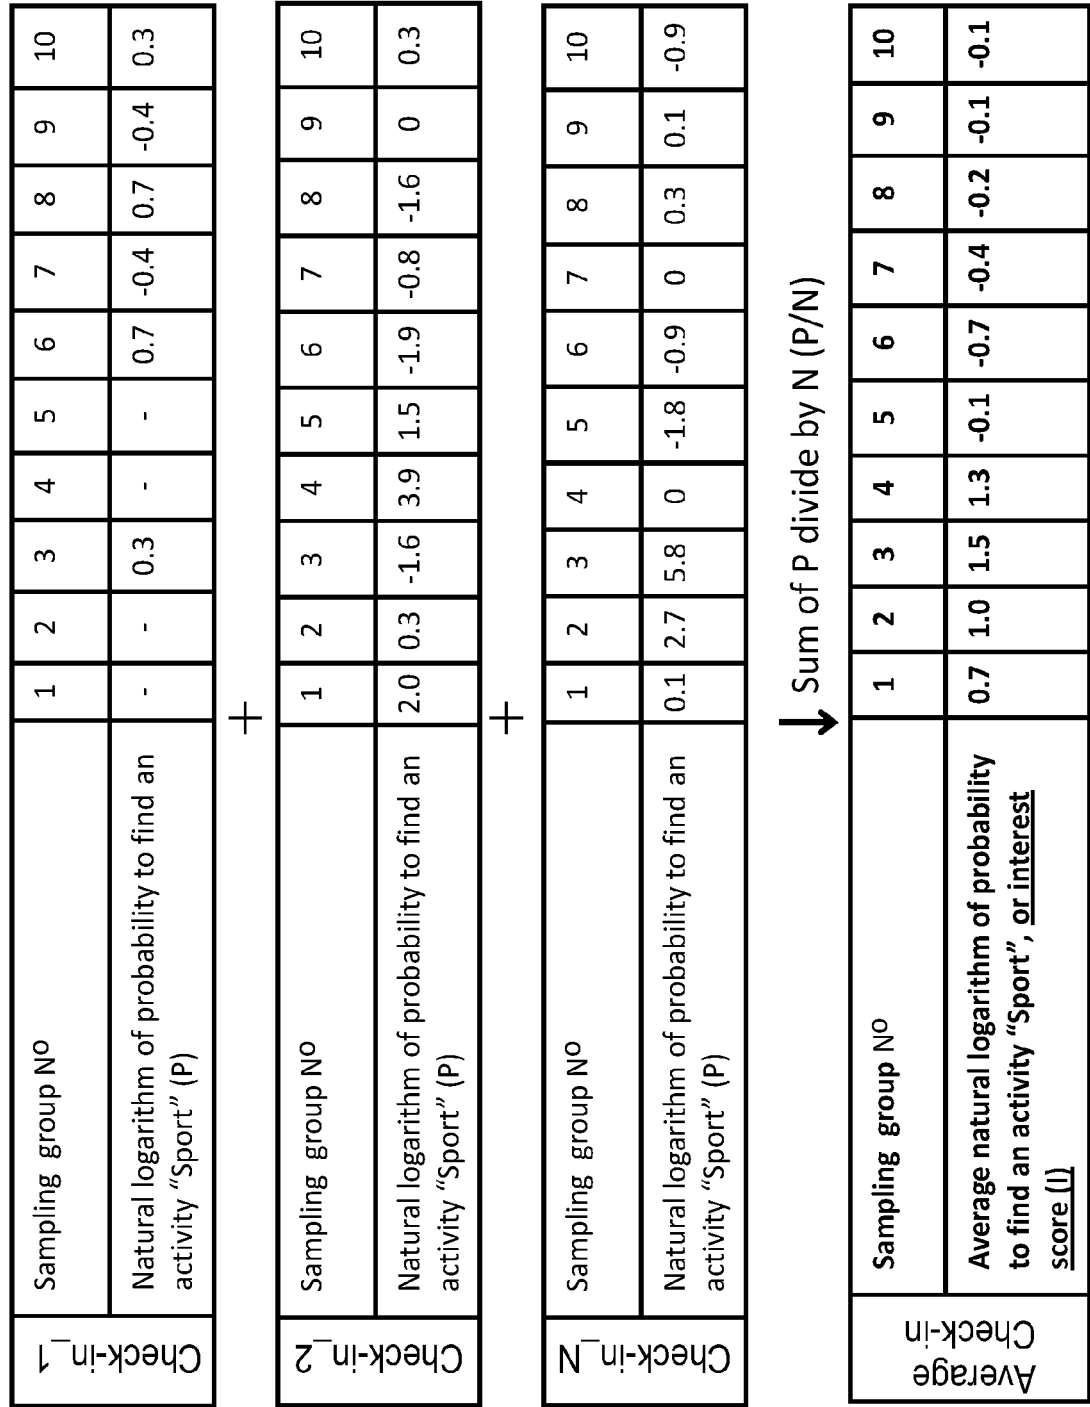 Check-in_1
Sampling group Nº 1 2 3 4 5 6 7 8 9 10
Natural logarithm of probability to find an
activity “Sport” (P)
- - 0.3 - - 0.7 -0.4 0.7 -0.4 0.3
+
Check-in_2
Sampling group Nº 1 2 3 4 5 6 7 8 9 10
Natural logarithm of probability to find an
activity “Sport” (P)
2.0 0.3 -1.6 3.9 1.5 -1.9 -0.8 -1.6 0 0.3
+
Check-in_N
Sampling group Nº 1 2 3 4 5 6 7 8 9 10
Natural logarithm of probability to find an
activity “Sport” (P)
0.1 2.7 5.8 0 -1.8 -0.9 0 0.3 0.1 -0.9
Sum of P divide by N (P/N)
Average
Check-in
Sampling group Nº 1 2 3 4 5 6 7 8 9 10
Average natural logarithm of probability
to find an activity “Sport”, or interest
score (I)
0.7 1.0 1.5 1.3 -0.1 -0.7 -0.4 -0.2 -0.1 -0.1